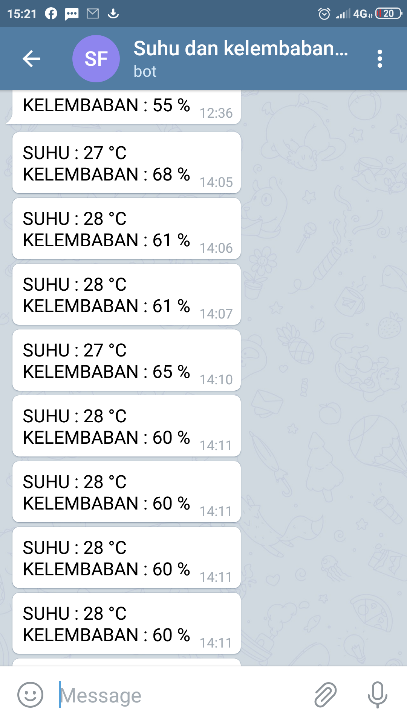 15:21
4G
20
SF
Suhu dan kelembaban...
bot
KELEMBABAN : 55 %
12:36
SUHU : 27 °C
KELEMBABAN : 68 %
14:05
SUHU : 28 °C
KELEMBABAN : 61 %
14:06
SUHU : 28 °C
KELEMBABAN : 61 %
14:07
SUHU : 27 °C
KELEMBABAN : 65 %
14:10
SUHU : 28 °C
KELEMBABAN : 60 %
14:11
SUHU : 28 °C
KELEMBABAN : 60 %
14:11
SUHU : 28 °C
KELEMBABAN : 60 %
14:11
SUHU : 28 °C
KELEMBABAN : 60 %
14:11
Message